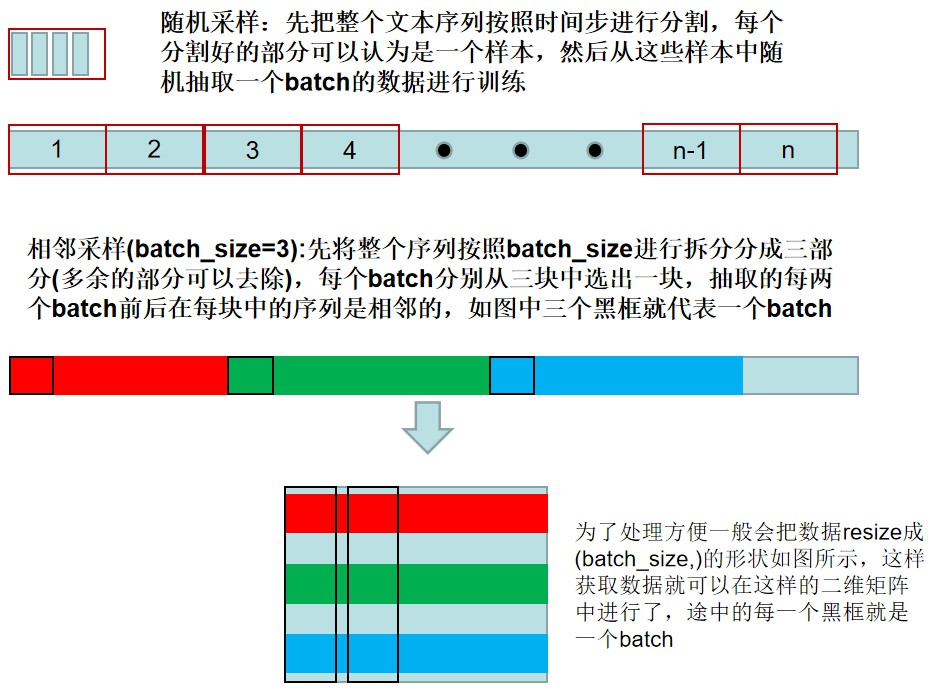 随机采样：先把整个文本序列按照时间步进行分割，每个
分割好的部分可以认为是一个样本，然后从这些样本中随
机抽取一个batch的数据进行训练
1 2 3 4 n-1 n
相邻采样(batch_size=3):先将整个序列按照batch_size进行拆分分成三部
分(多余的部分可以去除)，每个batch分别从三块中选出一块，抽取的每两
个batch前后在每块中的序列是相邻的，如图中三个黑框就代表一个batch
为了处理方便一般会把数据resize成
(batch_size,)的形状如图所示，这样
获取数据就可以在这样的二维矩阵
中进行了，途中的每一个黑框就是
一个batch